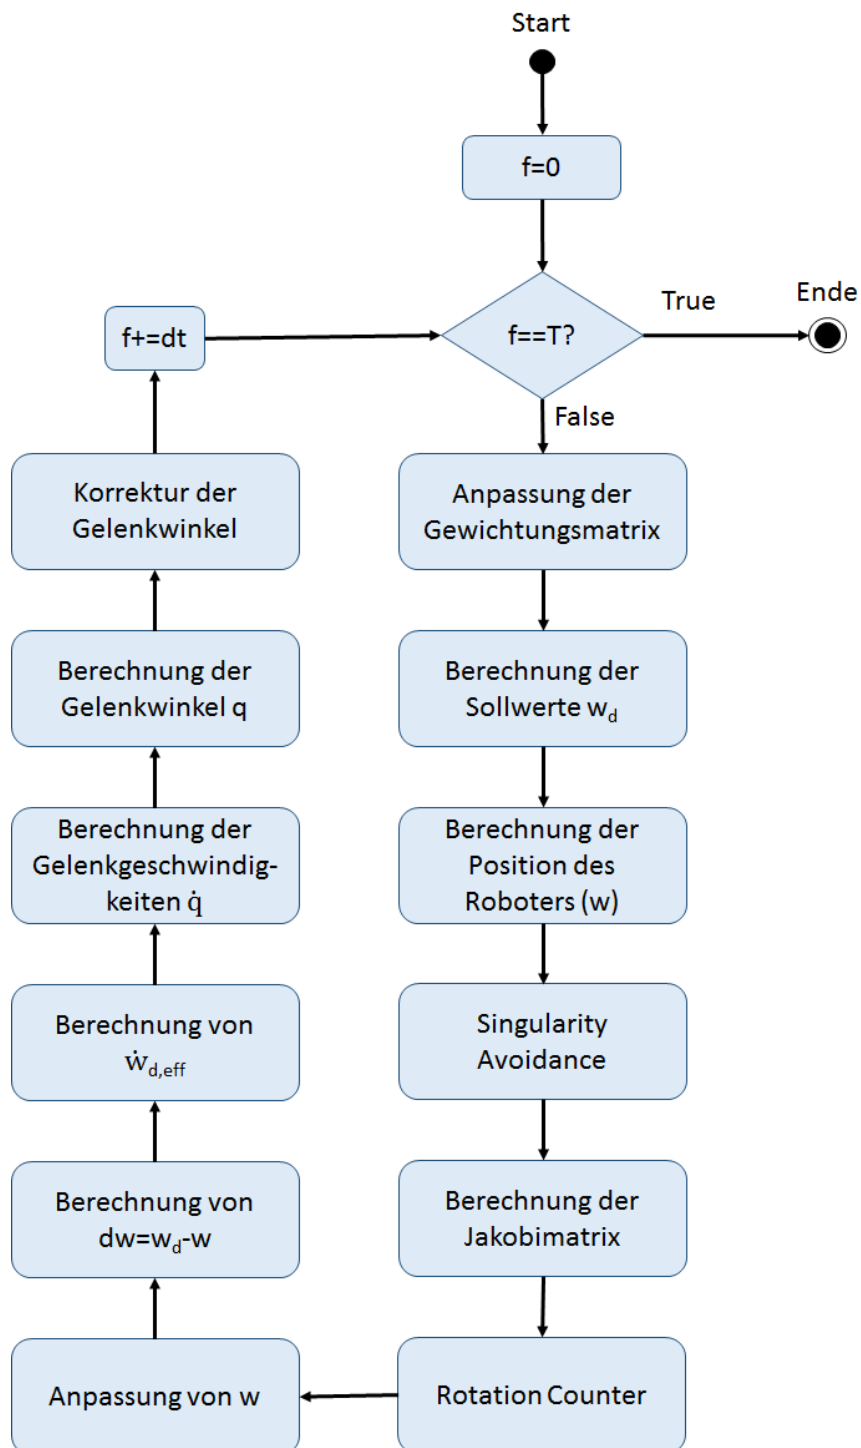 Start
f=0
f==T?
True
Ende
False
Anpassung der
Gewichtungsmatrix
Berechnung der
Sollwerte w_d
Berechnung der
Position des
Roboters (w)
Singularity
Avoidance
Berechnung der
Jakobimatrix
Rotation Counter
Anpassung von w
Berechnung von
dw=w_d-w
Berechnung von
ẇ_d,eff
Berechnung der
Gelenkgeschwindig-
keiten q̇
Berechnung der
Gelenkwinkel q
Korrektur der
Gelenkwinkel
f+=dt